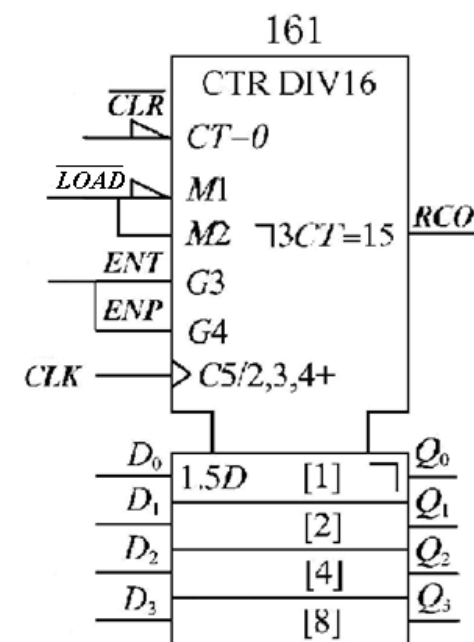 161
CTR DIV16
CLR CT-0
LOAD M1
M2 ㄱ3CT=15 RCO
ENT G3
ENP G4
CLK C5/2,3,4+
D₀ 1.5D [1] ㄱ Q₀
D₁ [2] Q₁
D₂ [4] Q₂
D₃ [8] Q₃